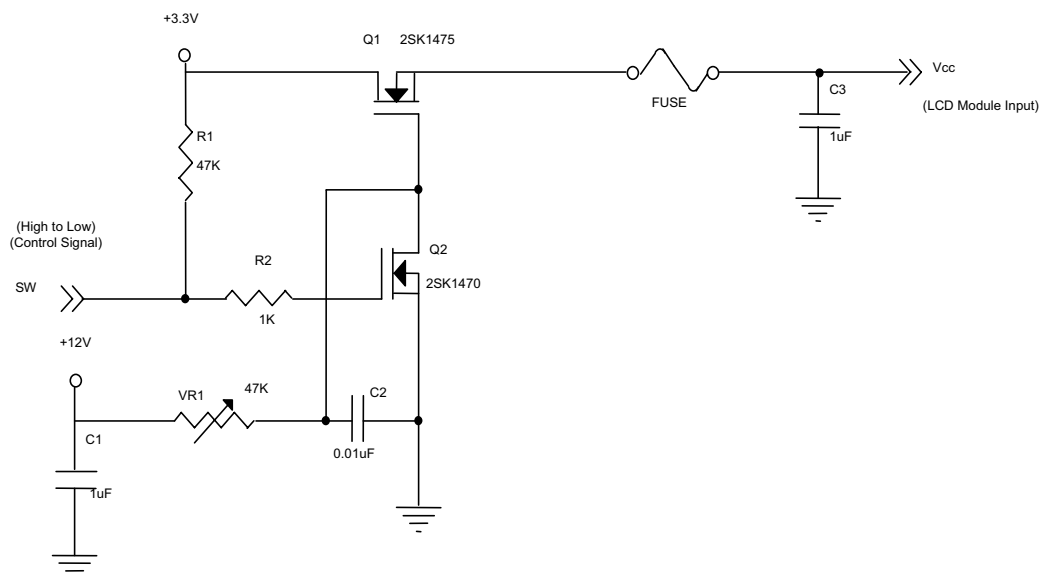 +3.3V
Q1 2SK1475
Vcc
FUSE
C3
(LCD Module Input)
R1
1uF
47K
(High to Low)
(Control Signal)
Q2
R2
SW
2SK1470
1K
+12V
VR1
47K
C2
C1
0.01uF
1uF